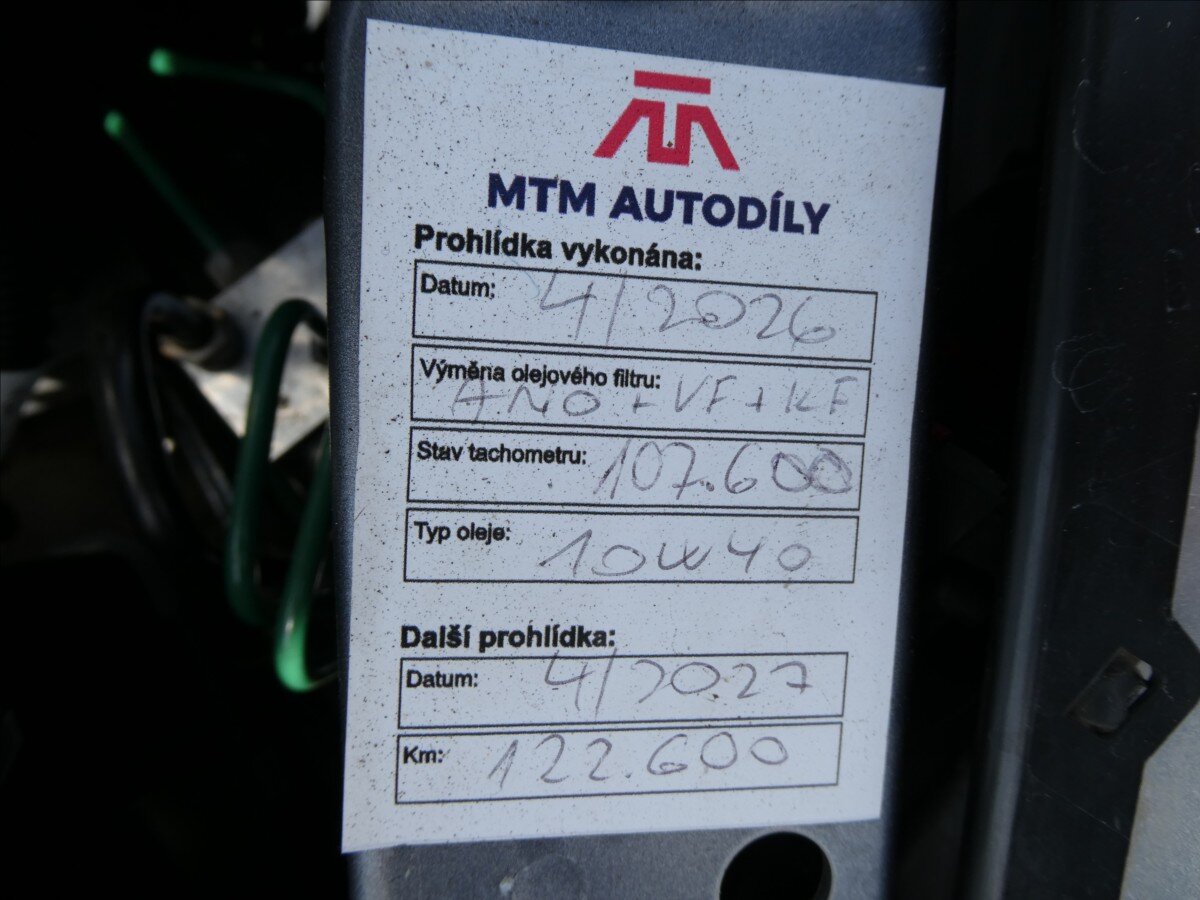 MTM AUTODÍLY
Prohlídka vykonána:
Datum: 4/2026
Výměna olejového filtru:
ANO + VF + KF
Stav tachometru: 107.600
Typ oleje: 10W40
Další prohlídka:
Datum: 4/2027
Km: 122.600